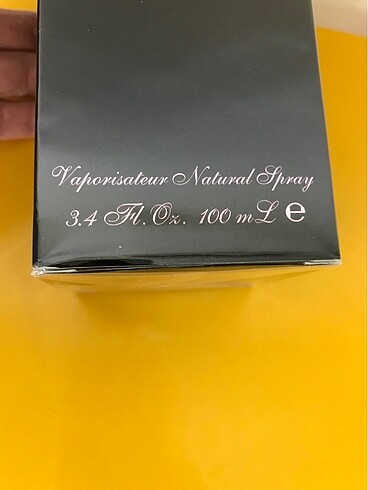 Vaporisateur Natural Spray
3.4 Fl. Oz. 100 mL ℮